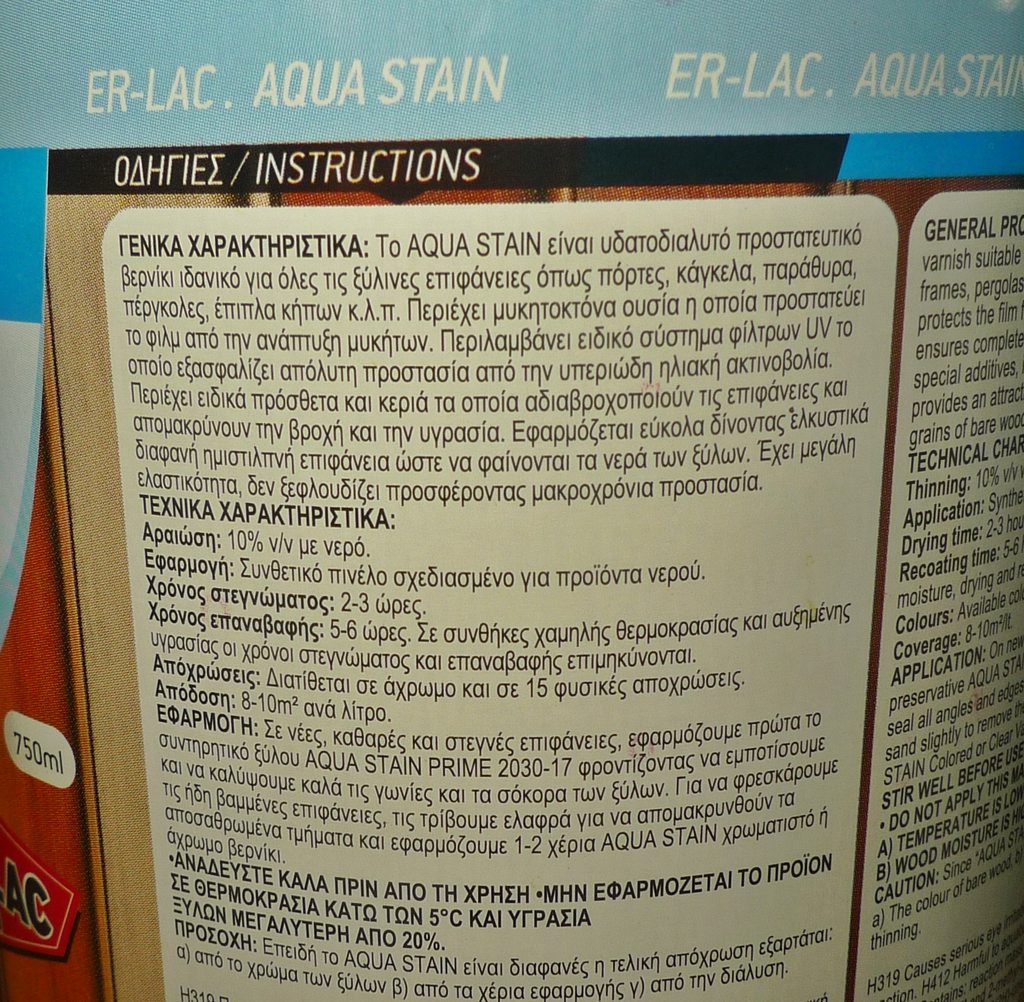 ER-LAC . AQUA STAIN
ER-LAC . AQUA STAIN
ΟΔΗΓΙΕΣ / INSTRUCTIONS
ΓΕΝΙΚΑ ΧΑΡΑΚΤΗΡΙΣΤΙΚΑ: Το AQUA STAIN είναι υδατοδιαλυτό προστατευτικό
βερνίκι ιδανικό για όλες τις ξύλινες επιφάνειες όπως πόρτες, κάγκελα, παράθυρα,
πέργκολες, έπιπλα κήπων κ.λ.π. Περιέχει μυκητοκτόνα ουσία η οποία προστατεύει
το φιλμ από την ανάπτυξη μυκήτων. Περιλαμβάνει ειδικό σύστημα φίλτρων UV το
οποίο εξασφαλίζει απόλυτη προστασία από την υπεριώδη ηλιακή ακτινοβολία.
Περιέχει ειδικά πρόσθετα και κεριά τα οποία αδιαβροχοποιούν τις επιφάνειες και
απομακρύνουν την βροχή και την υγρασία. Εφαρμόζεται εύκολα δίνοντας ελκυστικά
διαφανή ημιστιλπνή επιφάνεια ώστε να φαίνονται τα νερά των ξύλων. Έχει μεγάλη
ελαστικότητα, δεν ξεφλουδίζει προσφέροντας μακροχρόνια προστασία.
ΤΕΧΝΙΚΑ ΧΑΡΑΚΤΗΡΙΣΤΙΚΑ:
Αραιώση: 10% v/v με νερό.
Εφαρμογή: Συνθετικό πινέλο σχεδιασμένο για προϊόντα νερού.
Χρόνος στεγνώματος: 2-3 ώρες.
Χρόνος επαναβαφής: 5-6 ώρες. Σε συνθήκες χαμηλής θερμοκρασίας και αυξημένης
υγρασίας οι χρόνοι στεγνώματος και επαναβαφής επιμηκύνονται.
Αποχρώσεις: Διατίθεται σε άχρωμο και σε 15 φυσικές αποχρώσεις.
Απόδοση: 8-10m² ανά λίτρο.
ΕΦΑΡΜΟΓΗ: Σε νέες, καθαρές και στεγνές επιφάνειες, εφαρμόζουμε πρώτα το
συντηρητικό ξύλου AQUA STAIN PRIME 2030-17 φροντίζοντας να εμποτίσουμε
και να καλύψουμε καλά τις γωνίες και τα σόκορα των ξύλων. Για να φρεσκάρουμε
τις ήδη βαμμένες επιφάνειες, τις τρίβουμε ελαφρά για να απομακρυνθούν τα
αποσαθρωμένα τμήματα και εφαρμόζουμε 1-2 χέρια AQUA STAIN χρωματιστό ή
άχρωμο βερνίκι.
•ΑΝΑΔΕΥΣΤΕ ΚΑΛΑ ΠΡΙΝ ΑΠΟ ΤΗ ΧΡΗΣΗ •ΜΗΝ ΕΦΑΡΜΟΖΕΤΑΙ ΤΟ ΠΡΟΪΟΝ
ΣΕ ΘΕΡΜΟΚΡΑΣΙΑ ΚΑΤΩ ΤΩΝ 5°C ΚΑΙ ΥΓΡΑΣΙΑ
ΞΥΛΩΝ ΜΕΓΑΛΥΤΕΡΗ ΑΠΟ 20%.
ΠΡΟΣΟΧΗ: Επειδή το AQUA STAIN είναι διαφανές η τελική απόχρωση εξαρτάται:
α) από το χρώμα των ξύλων β) από τα χέρια εφαρμογής γ) από την διάλυση.
GENERAL
varnish suitable
frames,
protects the film
ensures complete
special additives,
provides an
grains of bare
TECHNICAL
Thinning: 10% v/v
Application:
Drying time: 2-3
Recoating time: 5-6
moisture, drying and
Colours: Available
Coverage: 8-10m²/lt.
APPLICATION: On new
preservative AQUA
seal all angles and edges
sand slightly to remove
STAIN Colored or Clear
STIR WELL BEFORE
• DO NOT APPLY THIS
A) TEMPERATURE IS
B) WOOD MOISTURE IS
CAUTION: Since "AQUA
a) The colour of bare wood,
thinning.
H319 Causes serious eye
H412 Harmful to
750ml